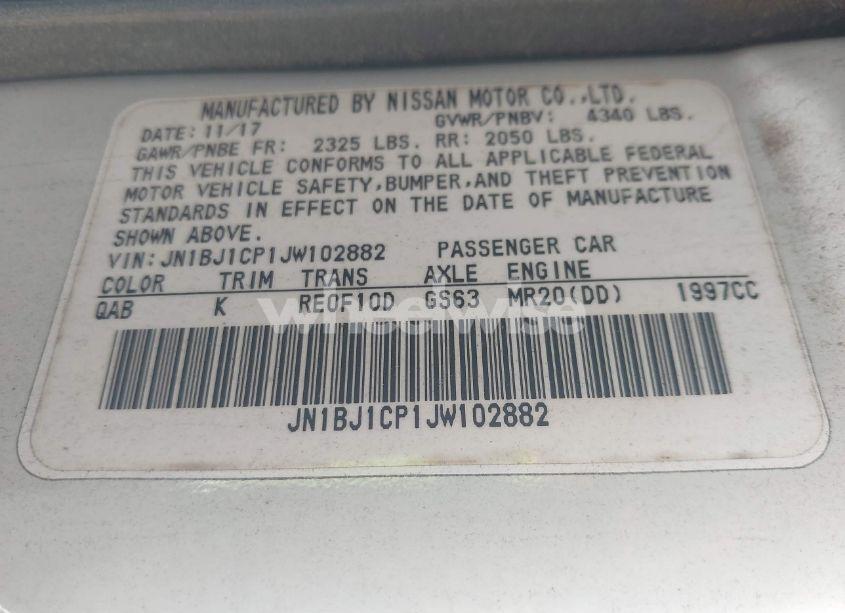 MANUFACTURED BY NISSAN MOTOR CO.,LTD.
DATE: 11/17 GVWR/PNBV: 4340 LBS.
GAWR/PNBE FR: 2325 LBS. RR: 2050 LBS.
THIS VEHICLE CONFORMS TO ALL APPLICABLE FEDERAL
MOTOR VEHICLE SAFETY,BUMPER,AND THEFT PREVENTION
STANDARDS IN EFFECT ON THE DATE OF MANUFACTURE
SHOWN ABOVE.
VIN:JN1BJ1CP1JW102882 PASSENGER CAR
COLOR TRIM TRANS AXLE ENGINE
QAB K RE0F10D GS63 MR20(DD) 1997CC
wheelwise
JN1BJ1CP1JW102882